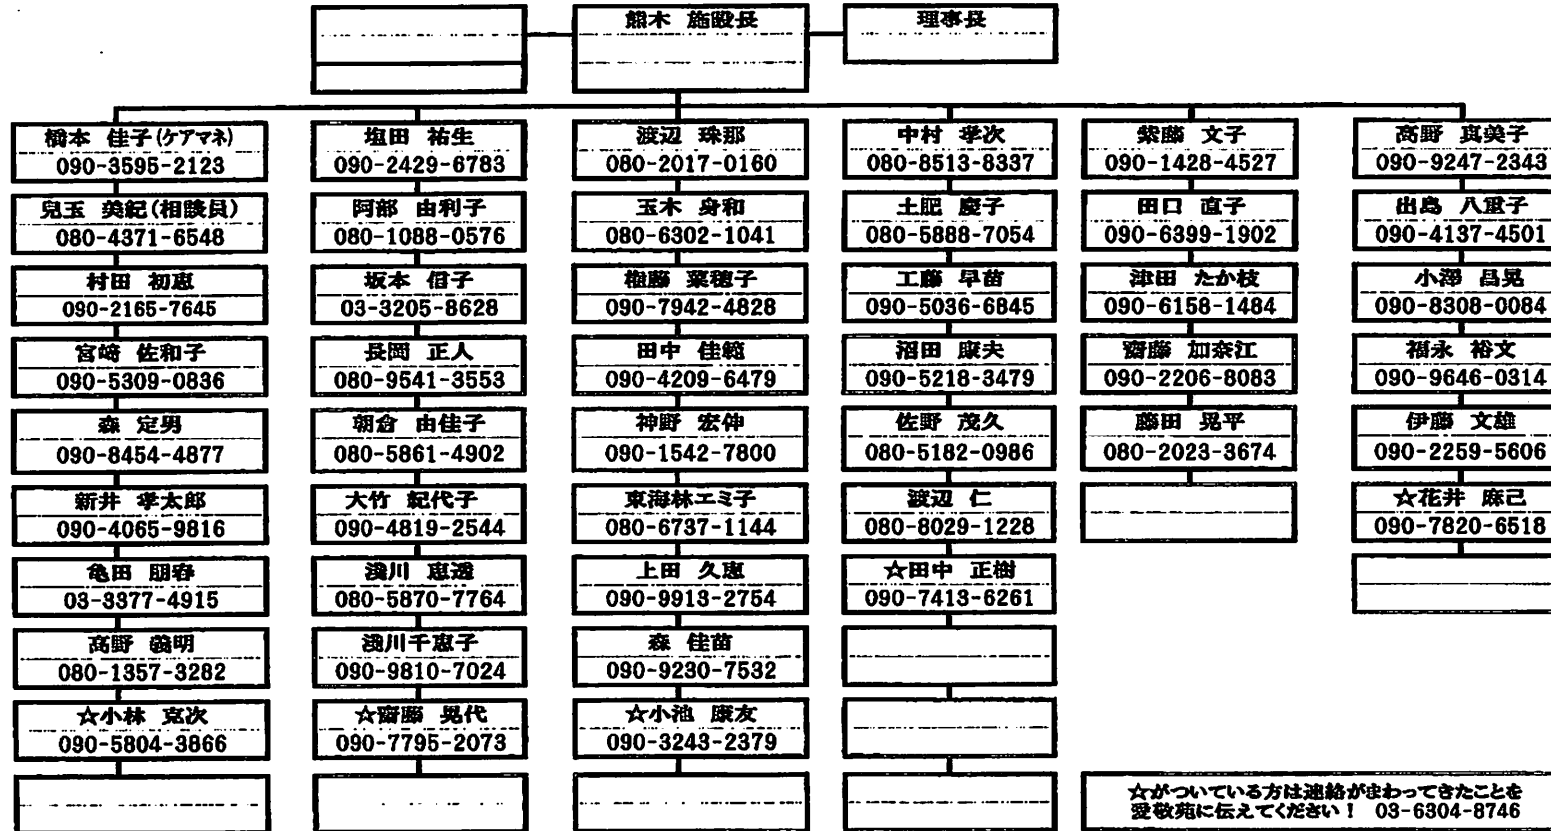 熊木 施設長
理事長
橋本 佳子(ケアマネ)
090-3595-2123
塩田 祐生
090-2429-6783
渡辺 珠那
080-2017-0160
中村 孝次
080-8513-8337
紫藤 文子
090-1428-4527
高野 真美子
090-9247-2343
兒玉 美紀(相談員)
080-4371-6548
阿部 由利子
080-1088-0576
玉木 身和
080-6302-1041
土肥 慶子
080-5888-7054
田口 直子
090-6399-1902
出島 八重子
090-4137-4501
村田 初恵
090-2165-7645
坂本 信子
03-3205-8628
菜穂子
090-7942-4828
工藤 早苗
090-5036-6845
津田 たか枝
090-6158-1484
小澤 昌晃
090-8308-0084
宮﨑 佐和子
090-5309-0836
長岡 正人
080-9541-3553
田中 佳範
090-4209-6479
沼田 康夫
090-5218-3479
齋藤 加奈江
090-2206-8083
福永 裕文
090-9646-0314
森 定男
090-8454-4877
朝倉 由佳子
080-5861-4902
神野 宏伸
090-1542-7800
佐野 茂久
080-5182-0986
藤田 晃平
080-2023-3674
伊藤 文雄
090-2259-5606
新井 孝太郎
090-4065-9816
大竹 紀代子
090-4819-2544
東海林エミ子
080-6737-1144
渡辺 仁
080-8029-1228
☆花井 麻己
090-7820-6518
亀田 朋春
03-3377-4915
淺川 恵透
080-5870-7764
上田 久恵
090-9913-2754
☆田中 正樹
090-7413-6261
高野 義明
080-1357-3282
淺川千恵子
090-9810-7024
森 佳苗
090-9230-7532
☆小林 克次
090-5804-3866
☆齋藤 晃代
090-7795-2073
☆小池 康友
090-3243-2379
☆がついている方は連絡がまわってきたことを
愛敬苑に伝えてください! 03-6304-8746